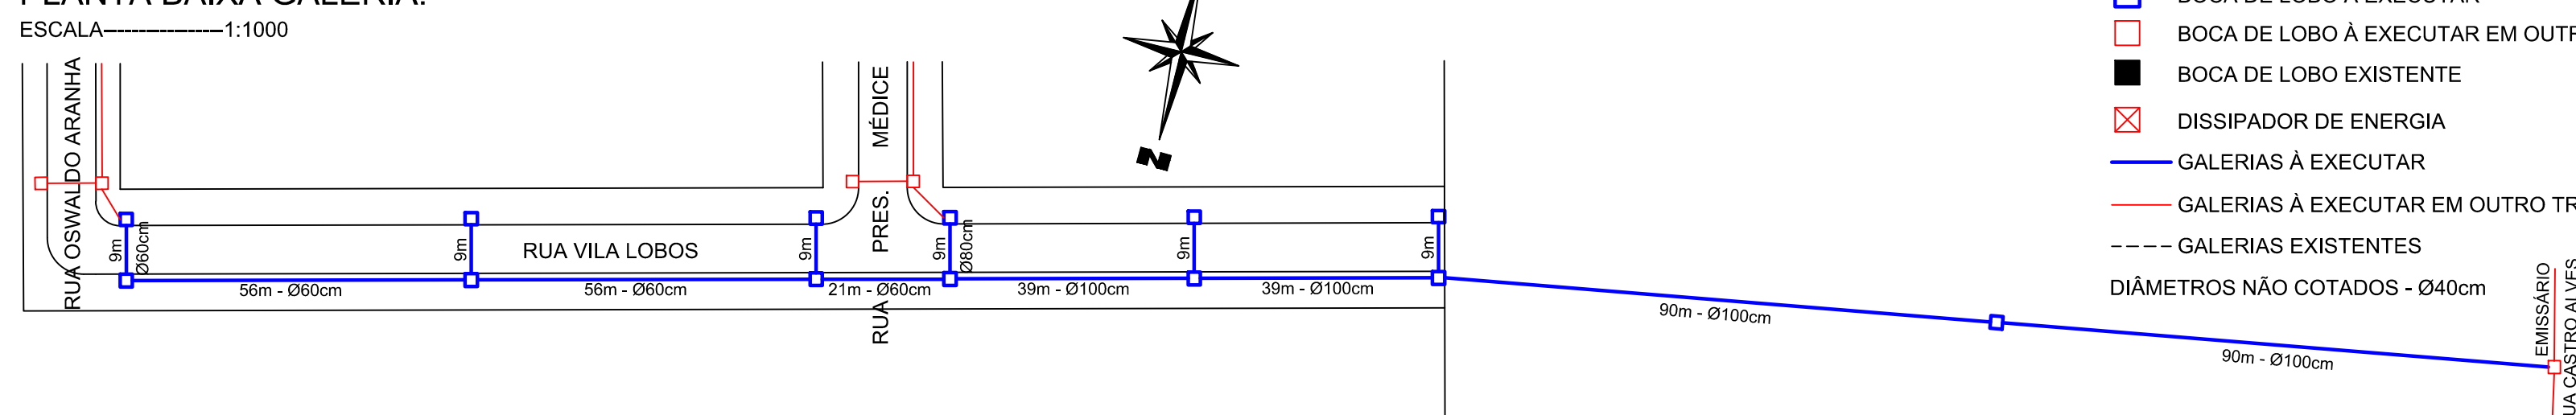 PLANTA BAIXA GALERIA:
ESCALA-----------------1:1000
BOCA DE LOBO À EXECUTAR
BOCA DE LOBO À EXECUTAR EM OUTR
BOCA DE LOBO EXISTENTE
DISSIPADOR DE ENERGIA
GALERIAS À EXECUTAR
GALERIAS À EXECUTAR EM OUTRO TR
GALERIAS EXISTENTES
DIÂMETROS NÃO COTADOS - Ø40cm
N
RUA OSWALDO ARANHA
RUA PRES. MÉDICE
RUA VILA LOBOS
9m
Ø60cm
9m
9m
9m
Ø80cm
9m
9m
56m - Ø60cm
56m - Ø60cm
21m - Ø60cm
39m - Ø100cm
39m - Ø100cm
90m - Ø100cm
90m - Ø100cm
EMISSÁRIO
UA CASTRO ALVES